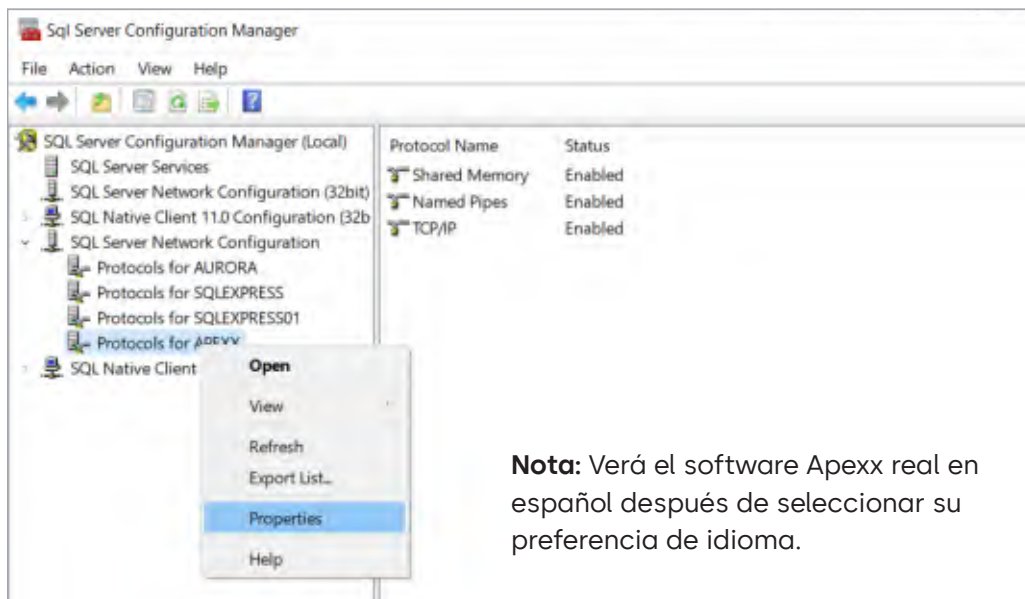 Sql Server Configuration Manager
File Action View Help
SQL Server Configuration Manager (Local)
SQL Server Services
SQL Server Network Configuration (32bit)
SQL Native Client 11.0 Configuration (32b
SQL Server Network Configuration
Protocols for AURORA
Protocols for SQLEXPRESS
Protocols for SQLEXPRESS01
Protocols for APEXX
SQL Native Client
Protocol Name Status
Shared Memory Enabled
Named Pipes Enabled
TCP/IP Enabled
Open
View
Refresh
Export List...
Properties
Help
Nota: Verá el software Apexx real en
español después de seleccionar su
preferencia de idioma.